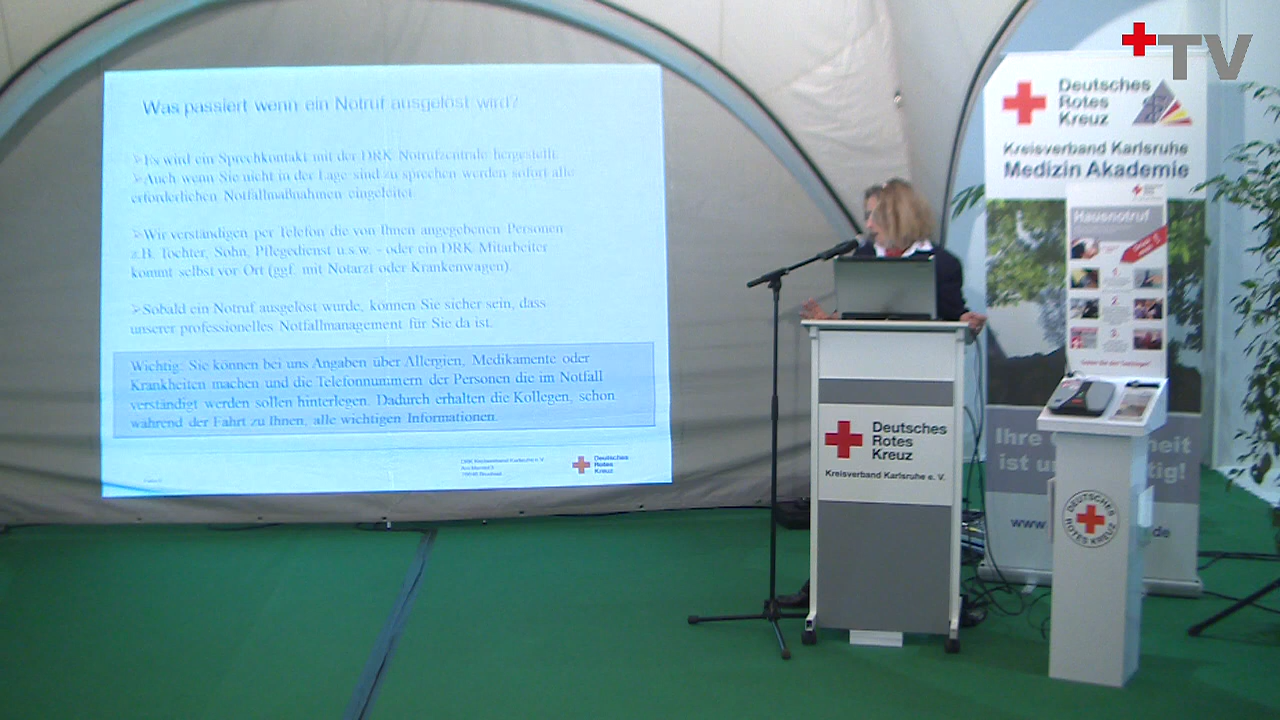 Was passiert wenn ein Notruf ausgelöst wird?
➢Es wird ein Sprechkontakt mit der DRK Notrufzentrale hergestellt.
➢Auch wenn Sie nicht in der Lage sind zu sprechen werden sofort alle
erforderlichen Notfallmaßnahmen eingeleitet.
➢Wir verständigen per Telefon die von Ihnen angegebenen Personen
z.B. Tochter, Sohn, Pflegedienst u.s.w. - oder ein DRK Mitarbeiter
kommt selbst vor Ort (ggf. mit Notarzt oder Krankenwagen).
➢Sobald ein Notruf ausgelöst wurde, können Sie sicher sein, dass
unserer professionelles Notfallmanagement für Sie da ist.
Wichtig: Sie können bei uns Angaben über Allergien, Medikamente oder
Krankheiten machen und die Telefonnummern der Personen die im Notfall
verständigt werden sollen hinterlegen. Dadurch erhalten die Kollegen, schon
während der Fahrt zu Ihnen, alle wichtigen Informationen.
DRK Kreisverband Karlsruhe e.V.
Deutsches
Rotes
Kreuz
TV
Deutsches
Rotes
Kreuz
Kreisverband Karlsruhe
Medizin Akademie
Hausnotruf
1.
2.
3.
Ihre
ist
www.
de
Deutsches
Rotes
Kreuz
Kreisverband Karlsruhe e. V.
DEUTSCHES
ROTES KREUZ